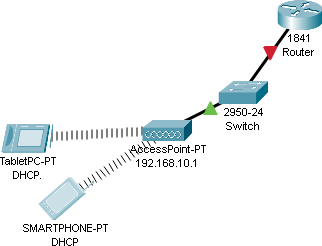 1841
Router
2950-24
Switch
AccessPoint-PT
192.168.10.1
TabletPC-PT
DHCP.
SMARTPHONE-PT
DHCP